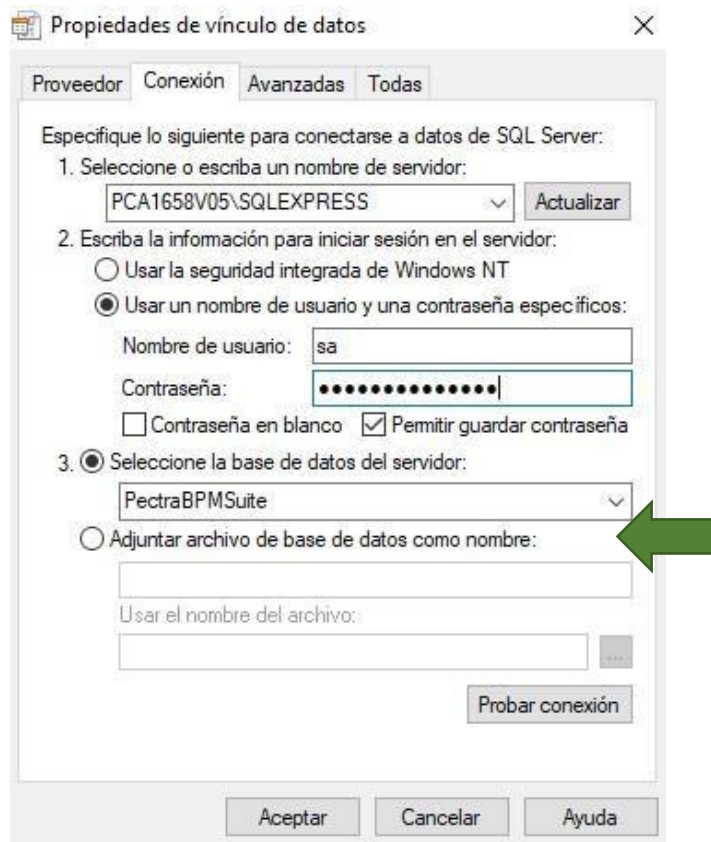 Propiedades de vínculo de datos
Proveedor Conexión Avanzadas Todas
Especifique lo siguiente para conectarse a datos de SQL Server:
1. Seleccione o escriba un nombre de servidor:
PCA1658V05\SQLEXPRESS Actualizar
2. Escriba la información para iniciar sesión en el servidor:
Usar la seguridad integrada de Windows NT
Usar un nombre de usuario y una contraseña específicos:
Nombre de usuario: sa
Contraseña: ●●●●●●●●●●●●●●
Contraseña en blanco Permitir guardar contraseña
3. Seleccione la base de datos del servidor:
PectraBPMSuite
Adjuntar archivo de base de datos como nombre:
Usar el nombre del archivo:
...
Probar conexión
Aceptar Cancelar Ayuda